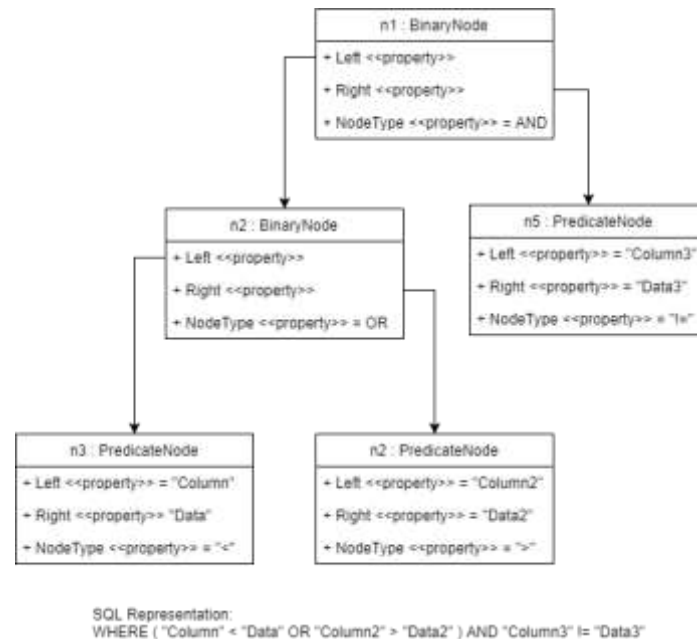 n1 : BinaryNode
+ Left <<property>>
+ Right <<property>>
+ NodeType <<property>> = AND
n2 : BinaryNode
+ Left <<property>>
+ Right <<property>>
+ NodeType <<property>> = OR
n5 : PredicateNode
+ Left <<property>> = "Column3"
+ Right <<property>> = "Data3"
+ NodeType <<property>> = "!="
n3 : PredicateNode
+ Left <<property>> = "Column"
+ Right <<property>> "Data"
+ NodeType <<property>> = "<"
n2 : PredicateNode
+ Left <<property>> = "Column2"
+ Right <<property>> = "Data2"
+ NodeType <<property>> = ">"
SQL Representation:
WHERE ( "Column" < "Data" OR "Column2" > "Data2" ) AND "Column3" != "Data3"